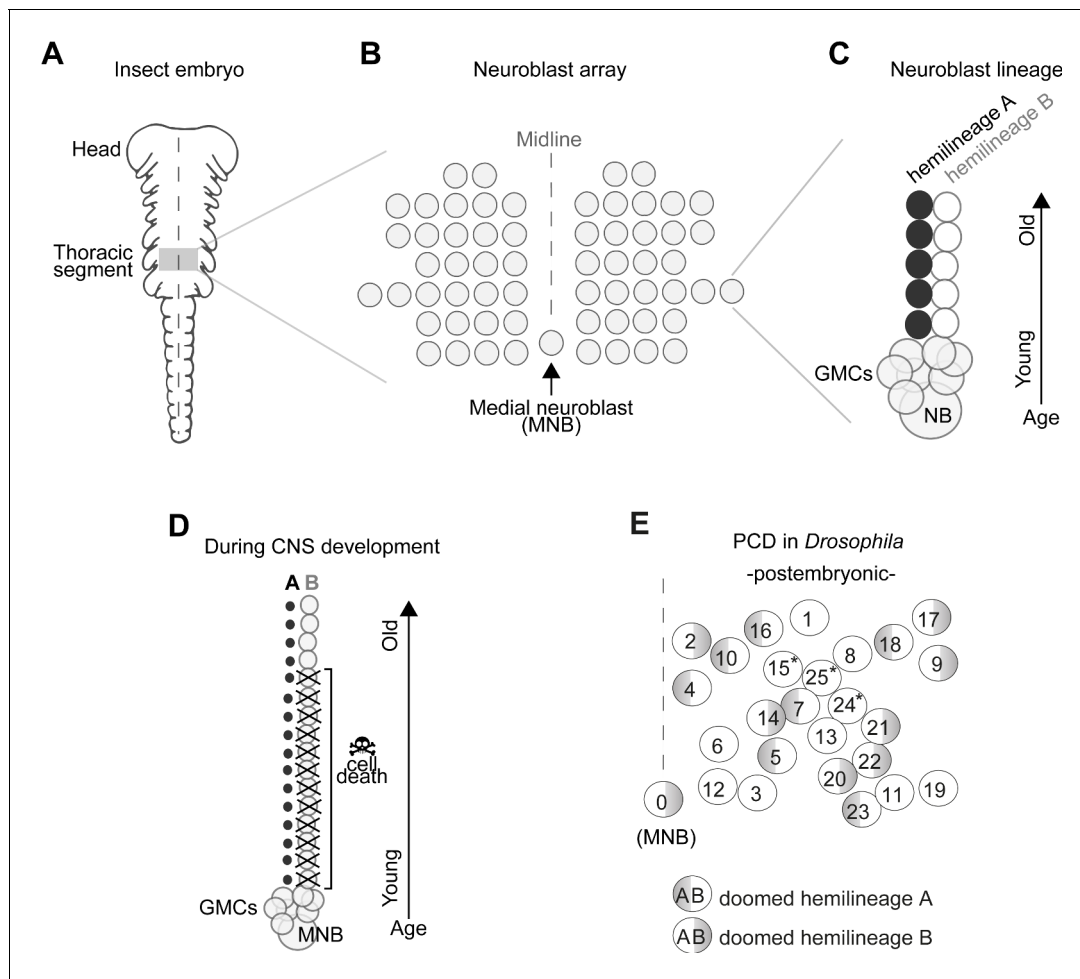 A
Insect embryo
Head
Thoracic
segment
B
Neuroblast array
Midline
Medial neuroblast
(MNB)
C
Neuroblast lineage
hemilineage A
hemilineage B
Old
Young
GMCs
NB
Age
D
During CNS development
A B
Old
cell
death
Young
GMCs
MNB
Age
E
PCD in Drosophila
-postembryonic-
1
17
16
2
18
10
8
9
15*
25*
4
7
24*
14
21
13
6
5
22
20
12
3
11
19
0
23
(MNB)
AB doomed hemilineage A
AB doomed hemilineage B